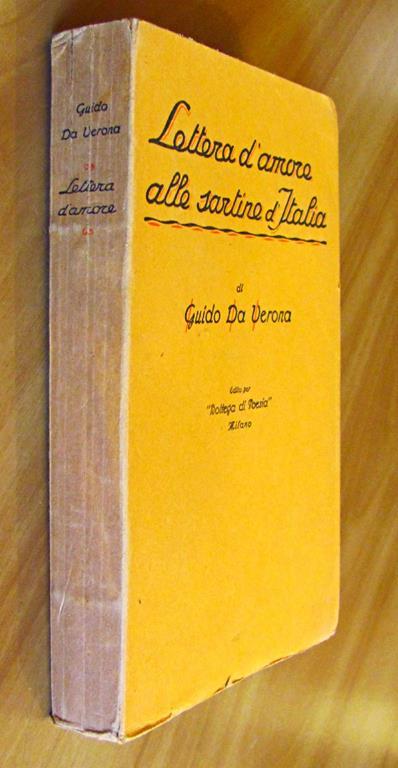 Guido
Da Verona
Lettera
d'amore
Lettera d'amore
alle sartine d'Italia
di
Guido Da Verona
Edita per
"Bottega di Poesia"
Milano